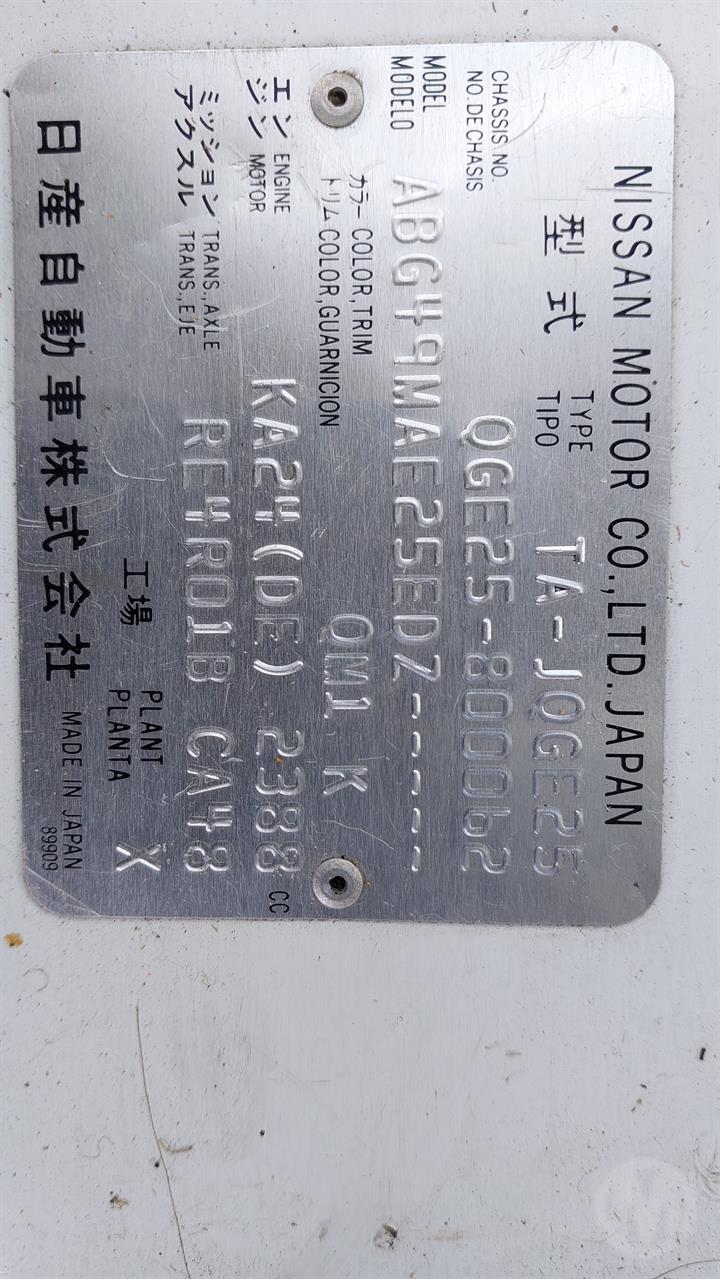 NISSAN MOTOR CO.,LTD.JAPAN
型式 TYPE TIPO TA-JQGE25
CHASSIS NO. NO.DE CHASIS QGE25-800062
MODEL MODELO ABG49MAE25EDZ-----
カラー COLOR,TRIM
トリム COLOR,GUARNICION QM1 K
エンジン ENGINE MOTOR KA24(DE) 2388 CC
ミッション TRANS.,AXLE
アクスル TRANS.,EJE RE4R01B CA48
工場 PLANT PLANTA X
日産自動車株式会社 MADE IN JAPAN
89909